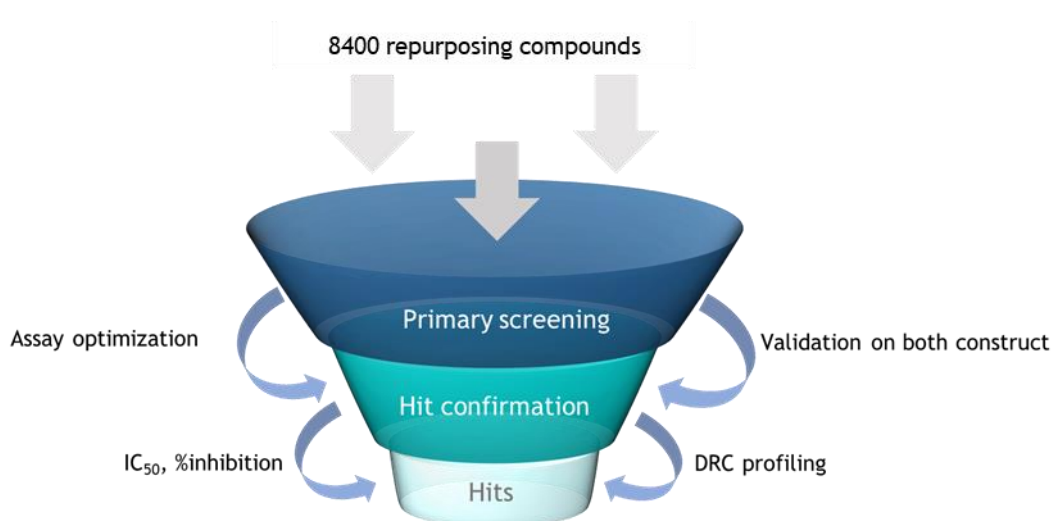 8400 repurposing compounds
Primary screening
Assay optimization
Validation on both construct
Hit confirmation
IC₅₀, %inhibition
DRC profiling
Hits